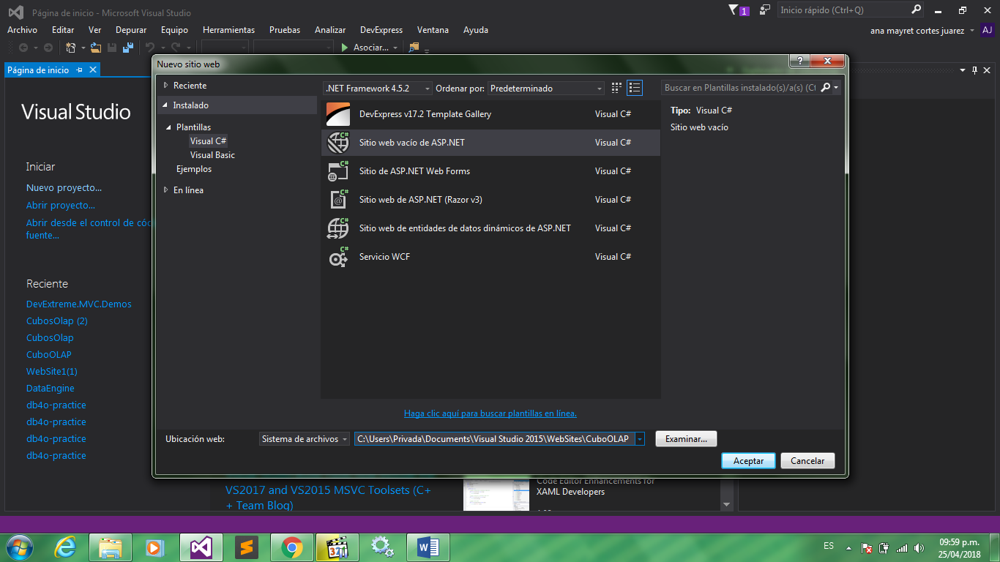 Página de inicio - Microsoft Visual Studio
1
Inicio rápido (Ctrl+Q)
Archivo Editar Ver Depurar Equipo Herramientas Pruebas Analizar DevExpress Ventana Ayuda
ana mayret cortes juarez AJ
Asociar...
Página de inicio
Visual Studio
Iniciar
Nuevo proyecto...
Abrir proyecto...
Abrir desde el control de cód
fuente...
Reciente
DevExtreme.MVC.Demos
CubosOlap (2)
CubosOlap
CuboOLAP
WebSite1(1)
DataEngine
db4o-practice
db4o-practice
db4o-practice
db4o-practice
Nuevo sitio web
?
Reciente
Instalado
Plantillas
Visual C#
Visual Basic
Ejemplos
En línea
.NET Framework 4.5.2 Ordenar por: Predeterminado
DevExpress v17.2 Template Gallery Visual C#
Sitio web vacío de ASP.NET Visual C#
Sitio de ASP.NET Web Forms Visual C#
Sitio web de ASP.NET (Razor v3) Visual C#
Sitio web de entidades de datos dinámicos de ASP.NET Visual C#
Servicio WCF Visual C#
Buscar en Plantillas instalado(s)/a(s) (Ct
Tipo: Visual C#
Sitio web vacío
Haga clic aquí para buscar plantillas en línea.
Ubicación web: Sistema de archivos C:\Users\Privada\Documents\Visual Studio 2015\WebSites\CuboOLAP Examinar...
Aceptar Cancelar
VS2017 and VS2015 MSVC Toolsets (C+
+ Team Blog)
Code Editor Enhancements for
XAML Developers
321
ES
09:59 p.m.
25/04/2018